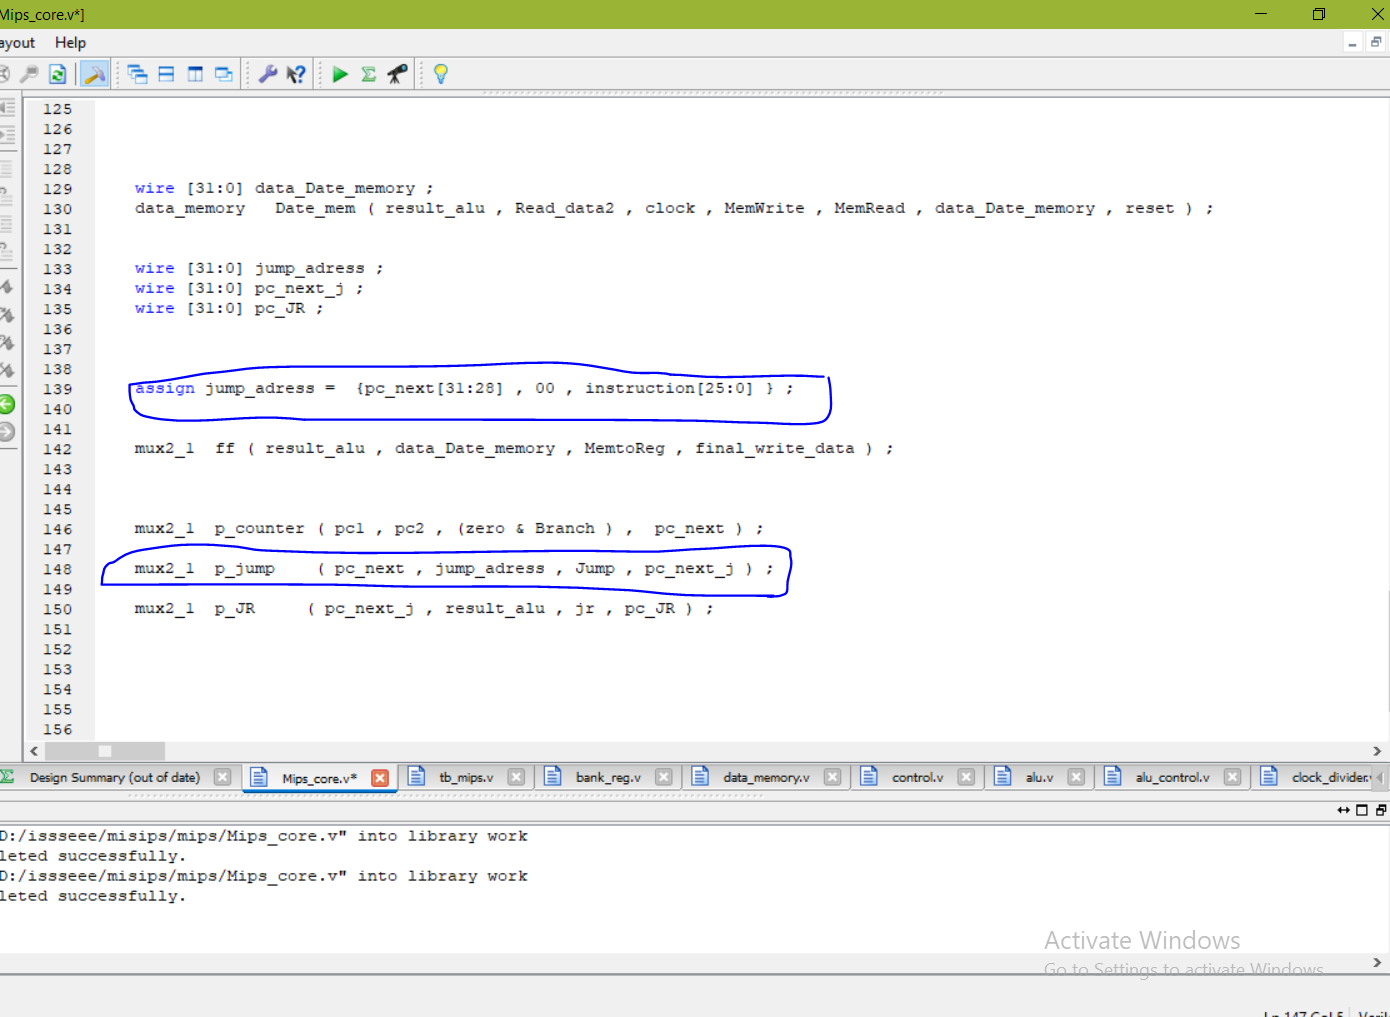 Mips_core.v*]
ayout Help
125
126
127
128
129 wire [31:0] data_Date_memory ;
130 data_memory Date_mem ( result_alu , Read_data2 , clock , MemWrite , MemRead , data_Date_memory , reset ) ;
131
132
133 wire [31:0] jump_adress ;
134 wire [31:0] pc_next_j ;
135 wire [31:0] pc_JR ;
136
137
138
139 assign jump_adress = {pc_next[31:28] , 00 , instruction[25:0] } ;
140
141
142 mux2_1 ff ( result_alu , data_Date_memory , MemtoReg , final_write_data ) ;
143
144
145
146 mux2_1 p_counter ( pc1 , pc2 , (zero & Branch ) , pc_next ) ;
147
148 mux2_1 p_jump ( pc_next , jump_adress , Jump , pc_next_j ) ;
149
150 mux2_1 p_JR ( pc_next_j , result_alu , jr , pc_JR ) ;
151
152
153
154
155
156
Design Summary (out of date) Mips_core.v* tb_mips.v bank_reg.v data_memory.v control.v alu.v alu_control.v clock_divider.v
D:/issseee/misips/mips/Mips_core.v" into library work
leted successfully.
D:/issseee/misips/mips/Mips_core.v" into library work
leted successfully.
Activate Windows
Go to Settings to activate Windows
Ln 147 Col 5